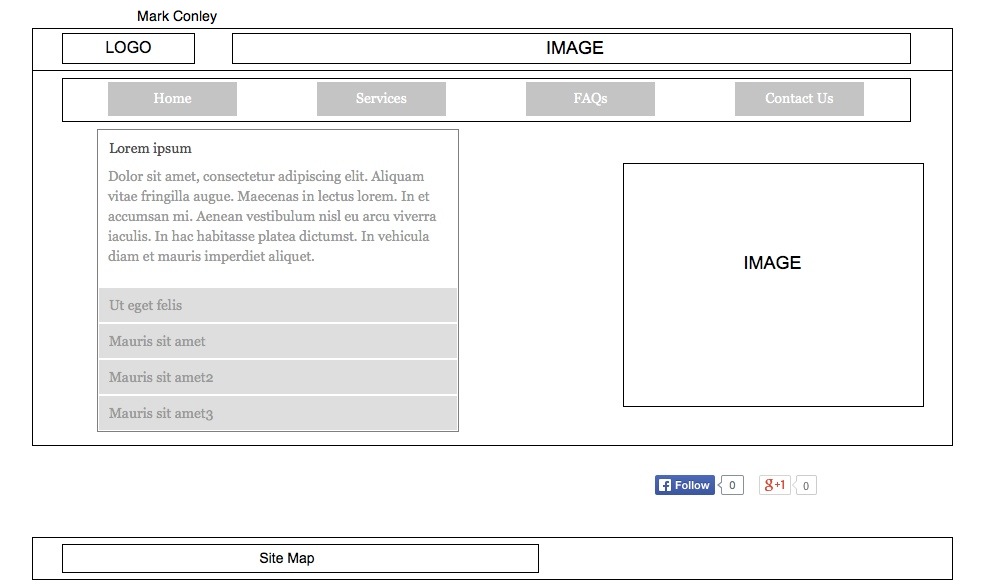 Mark Conley
LOGO
IMAGE
Home
Services
FAQs
Contact Us
Lorem ipsum
Dolor sit amet, consectetur adipiscing elit. Aliquam
vitae fringilla augue. Maecenas in lectus lorem. In et
accumsan mi. Aenean vestibulum nisl eu arcu viverra
iaculis. In hac habitasse platea dictumst. In vehicula
diam et mauris imperdiet aliquet.
Ut eget felis
Mauris sit amet
Mauris sit amet2
Mauris sit amet3
IMAGE
Follow 0
g+1 0
Site Map